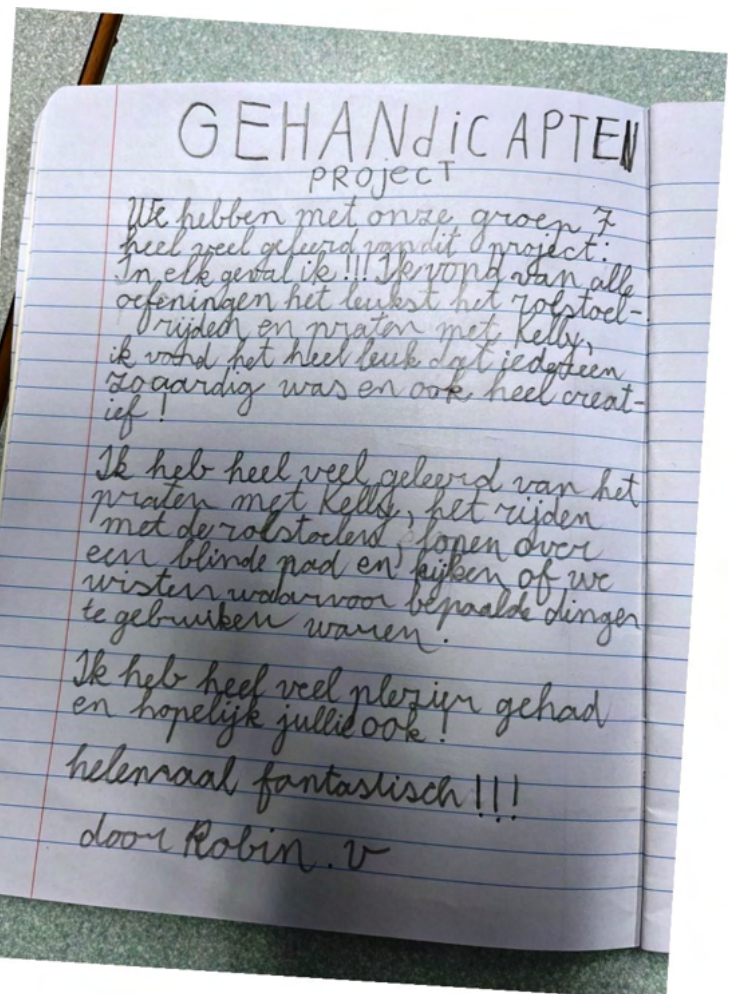 GEHANdiCAPTEN
PROjECT
We hebben met onze groep 7
heel veel geleerd van dit project:
In elk geval ik!!! Ik vond van alle
oefeningen het leukst het rolstoel-
rijden en praten met Kelly,
ik vond het heel leuk dat iedereen
zo aardig was en ook heel creat-
ief!
Ik heb heel veel geleerd van het
praten met Kelly, het rijden
met de rolstoelen, lopen over
een blinde pad en kijken of we
wisten waarvoor bepaalde dingen
te gebruiken waren.
Ik heb heel veel plezier gehad
en hopelijk jullie ook!
helemaal fantastisch!!!
door Robin. v